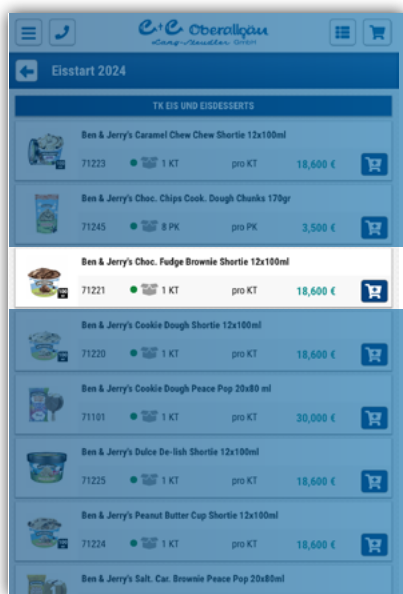 C+C Oberallgäu
Lang-Kendler GmbH
Eisstart 2024
TK EIS UND EISDESSERTS
Ben & Jerry's Caramel Chew Chew Shortie 12x100ml
71223 1 KT pro KT 18,600 €
Ben & Jerry's Choc. Chips Cook. Dough Chunks 170gr
71245 8 PK pro PK 3,500 €
Ben & Jerry's Choc. Fudge Brownie Shortie 12x100ml
71221 1 KT pro KT 18,600 €
Ben & Jerry's Cookie Dough Shortie 12x100ml
71220 1 KT pro KT 18,600 €
Ben & Jerry's Cookie Dough Peace Pop 20x80 ml
71101 1 KT pro KT 30,000 €
Ben & Jerry's Dulce De-lish Shortie 12x100ml
71225 1 KT pro KT 18,600 €
Ben & Jerry's Peanut Butter Cup Shortie 12x100ml
71224 1 KT pro KT 18,600 €
Ben & Jerry's Salt. Car. Brownie Peace Pop 20x80ml